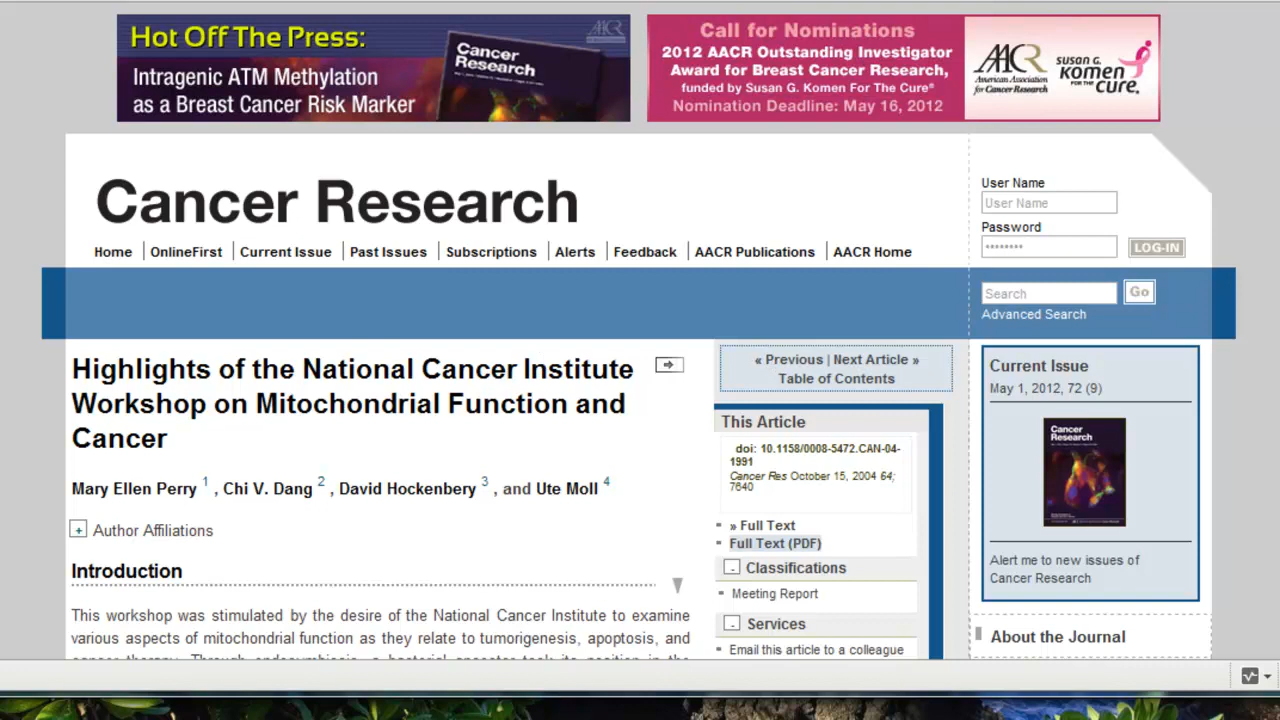 Hot Off The Press:
Intragenic ATM Methylation
as a Breast Cancer Risk Marker
AACR
Cancer
Research
Call for Nominations
2012 AACR Outstanding Investigator
Award for Breast Cancer Research,
funded by Susan G. Komen For The Cure®
Nomination Deadline: May 16, 2012
AACR
American Association
for Cancer Research
susan G.
komen
FOR THE
cure.
Cancer Research
Home OnlineFirst Current Issue Past Issues Subscriptions Alerts Feedback AACR Publications AACR Home
User Name
User Name
Password
********
LOG-IN
Search
Go
Advanced Search
Highlights of the National Cancer Institute
Workshop on Mitochondrial Function and
Cancer
Mary Ellen Perry 1 , Chi V. Dang 2 , David Hockenbery 3 , and Ute Moll 4
+ Author Affiliations
Introduction
This workshop was stimulated by the desire of the National Cancer Institute to examine
various aspects of mitochondrial function as they relate to tumorigenesis, apoptosis, and
« Previous | Next Article »
Table of Contents
This Article
doi: 10.1158/0008-5472.CAN-04-
1991
Cancer Res October 15, 2004 64;
7640
» Full Text
Full Text (PDF)
- Classifications
Meeting Report
- Services
Email this article to a colleague
Current Issue
May 1, 2012, 72 (9)
Cancer
Research
Alert me to new issues of
Cancer Research
About the Journal